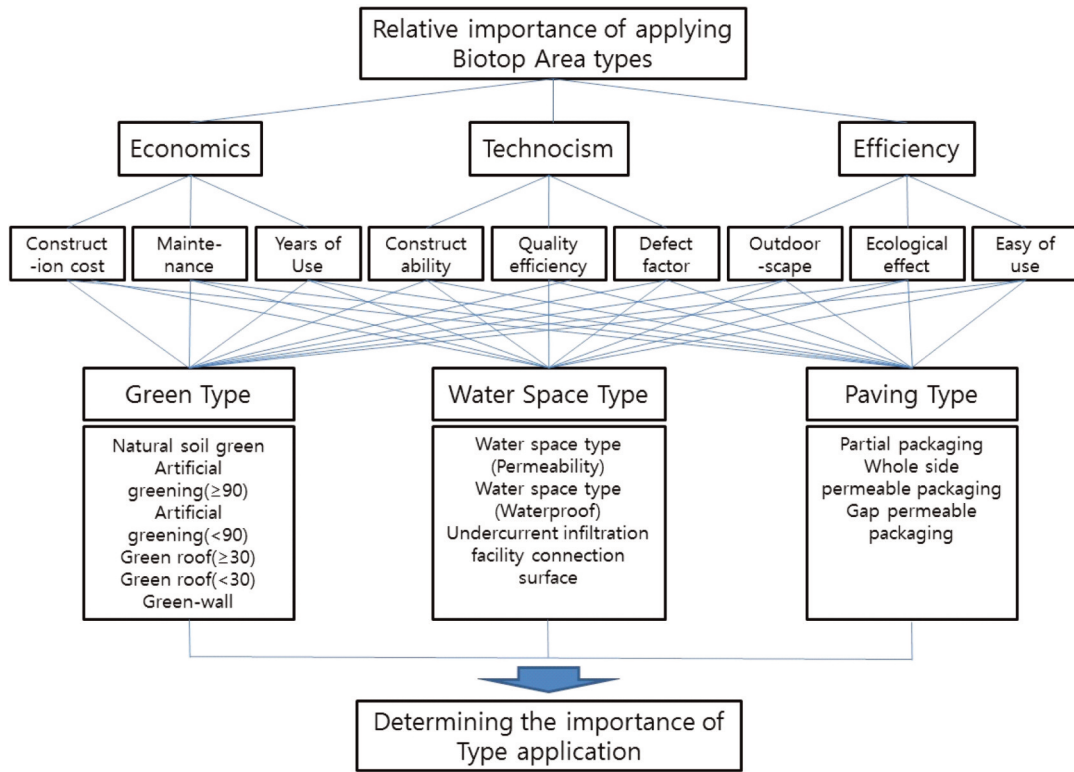 Relative importance of applying
Biotop Area types
Economics
Technocism
Efficiency
Construct
-ion cost
Mainte-
nance
Years of
Use
Construct
ability
Quality
efficiency
Defect
factor
Outdoor
-scape
Ecological
effect
Easy of
use
Green Type
Water Space Type
Paving Type
Natural soil green
Artificial
greening(≥90)
Artificial
greening(<90)
Green roof(≥30)
Green roof(<30)
Green-wall
Water space type
(Permeability)
Water space type
(Waterproof)
Undercurrent infiltration
facility connection
surface
Partial packaging
Whole side
permeable packaging
Gap permeable
packaging
Determining the importance of
Type application